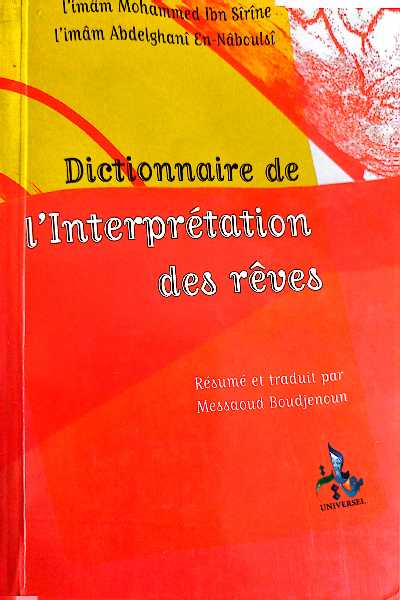 l'imâm Mohammed Ibn Sîrîne
l'imâm Abdelghanî En-Nâboulsî
Dictionnaire de
l'Interprétation
des rêves
Résumé et traduit par
Messaoud Boudjenoun
UNIVERSEL